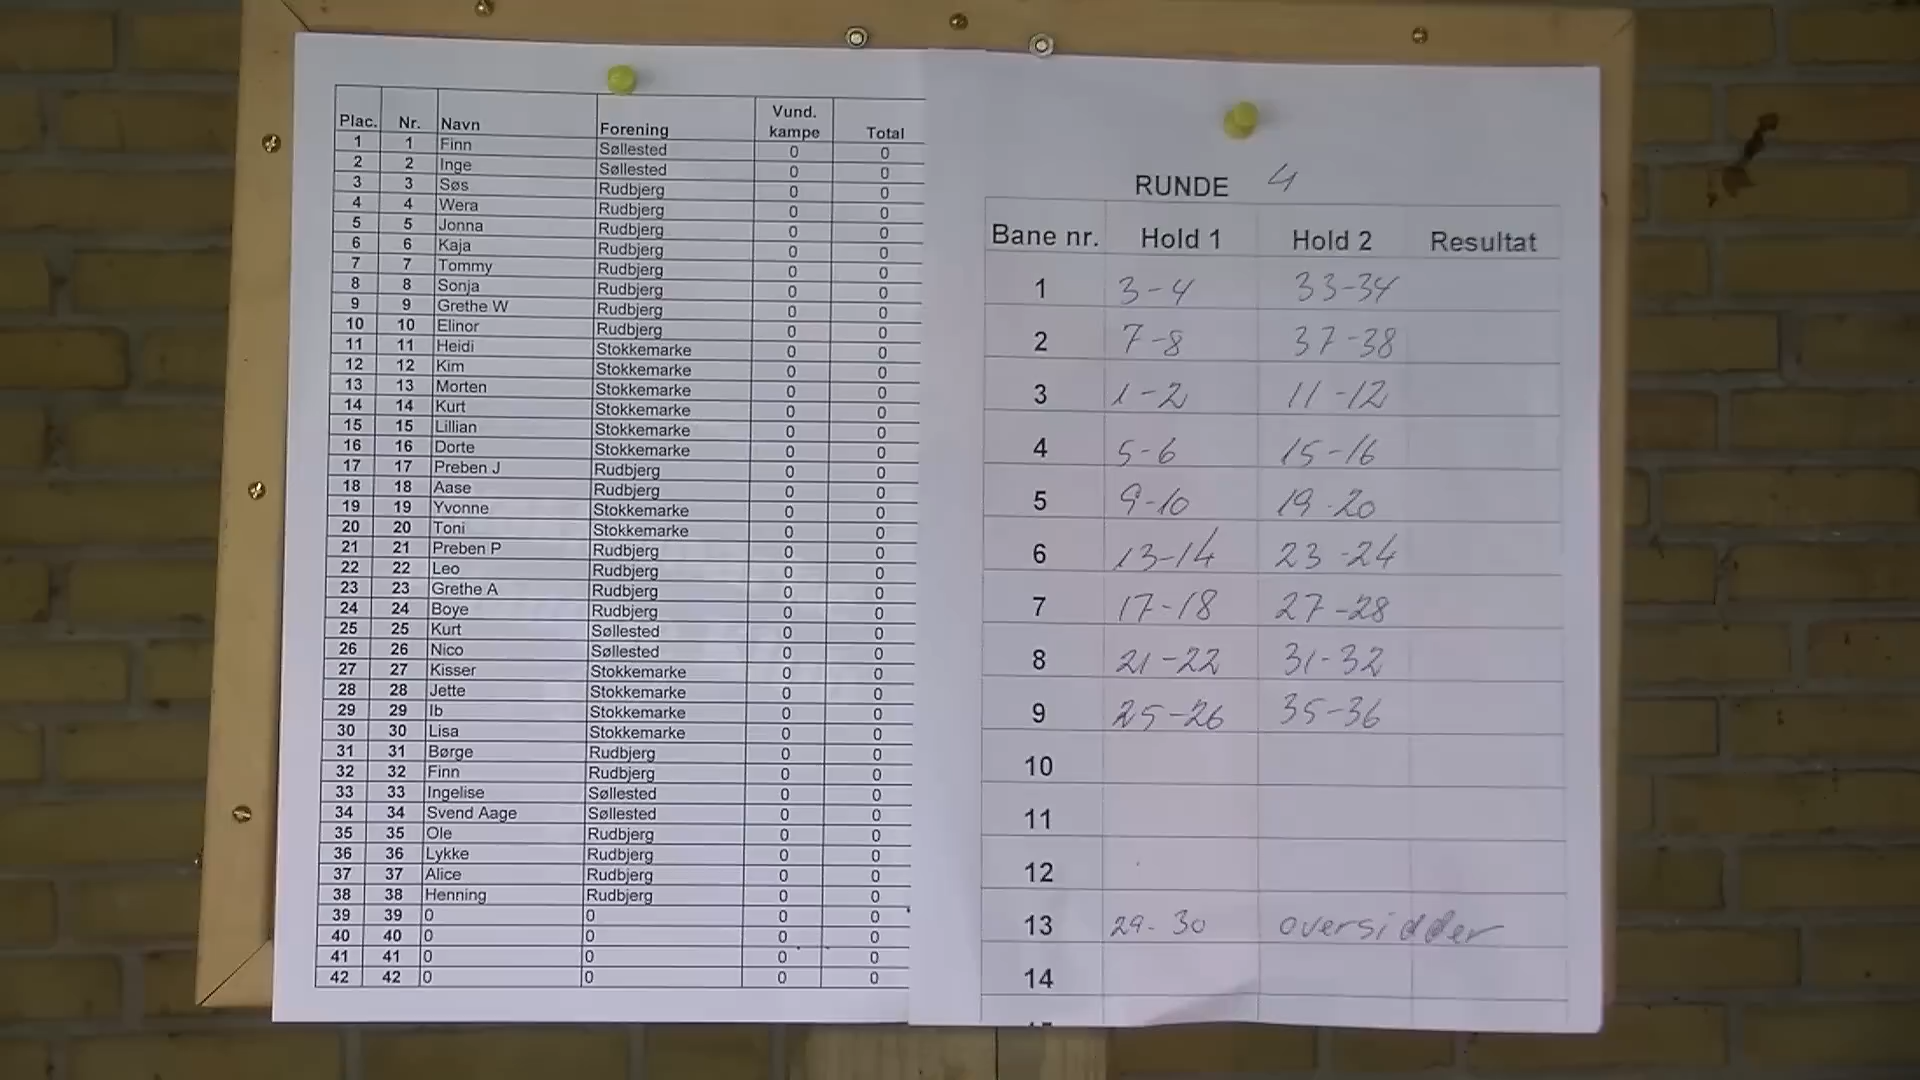 Plac. Nr. Navn Forening Vund. kampe Total
1 1 Finn Søllested 0 0
2 2 Inge Søllested 0 0
3 3 Søs Rudbjerg 0 0
4 4 Wera Rudbjerg 0 0
5 5 Jonna Rudbjerg 0 0
6 6 Kaja Rudbjerg 0 0
7 7 Tommy Rudbjerg 0 0
8 8 Sonja Rudbjerg 0 0
9 9 Grethe W Rudbjerg 0 0
10 10 Elinor Rudbjerg 0 0
11 11 Heidi Stokkemarke 0 0
12 12 Kim Stokkemarke 0 0
13 13 Morten Stokkemarke 0 0
14 14 Kurt Stokkemarke 0 0
15 15 Lillian Stokkemarke 0 0
16 16 Dorte Stokkemarke 0 0
17 17 Preben J Rudbjerg 0 0
18 18 Aase Rudbjerg 0 0
19 19 Yvonne Stokkemarke 0 0
20 20 Toni Stokkemarke 0 0
21 21 Preben P Rudbjerg 0 0
22 22 Leo Rudbjerg 0 0
23 23 Grethe A Rudbjerg 0 0
24 24 Boye Rudbjerg 0 0
25 25 Kurt Søllested 0 0
26 26 Nico Søllested 0 0
27 27 Kisser Stokkemarke 0 0
28 28 Jette Stokkemarke 0 0
29 29 Ib Stokkemarke 0 0
30 30 Lisa Stokkemarke 0 0
31 31 Børge Rudbjerg 0 0
32 32 Finn Rudbjerg 0 0
33 33 Ingelise Søllested 0 0
34 34 Svend Aage Søllested 0 0
35 35 Ole Rudbjerg 0 0
36 36 Lykke Rudbjerg 0 0
37 37 Alice Rudbjerg 0 0
38 38 Henning Rudbjerg 0 0
39 39 0 0 0 0
40 40 0 0 0 0
41 41 0 0 0 0
42 42 0 0 0 0
RUNDE 4
Bane nr. Hold 1 Hold 2 Resultat
1 3-4 33-34
2 7-8 37-38
3 1-2 11-12
4 5-6 15-16
5 9-10 19-20
6 13-14 23-24
7 17-18 27-28
8 21-22 31-32
9 25-26 35-36
10
11
12
13 29-30 oversidder
14